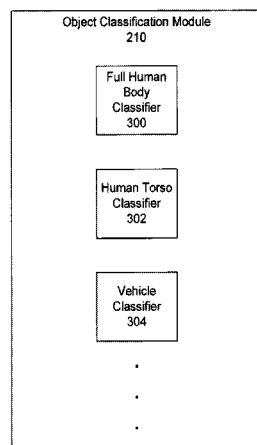 Object Classification Module
210
Full Human
Body
Classifier
300
Human Torso
Classifier
302
Vehicle
Classifier
304
.
.
.